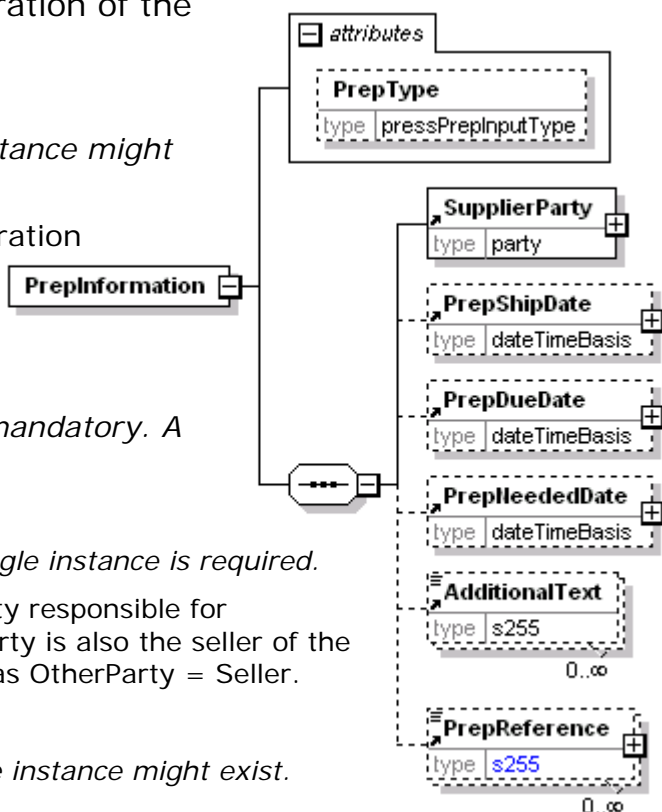 ration of the
attributes
PrepType
type pressPrepInputType
stance might
SupplierParty
type party
ration
PrepInformation
PrepShipDate
type dateTimeBasis
PrepDueDate
type dateTimeBasis
mandatory. A
PrepNeededDate
type dateTimeBasis
gle instance is required.
AdditionalText
type s255
0..∞
ty responsible for
rty is also the seller of the
as OtherParty = Seller.
PrepReference
type s255
0..∞
e instance might exist.